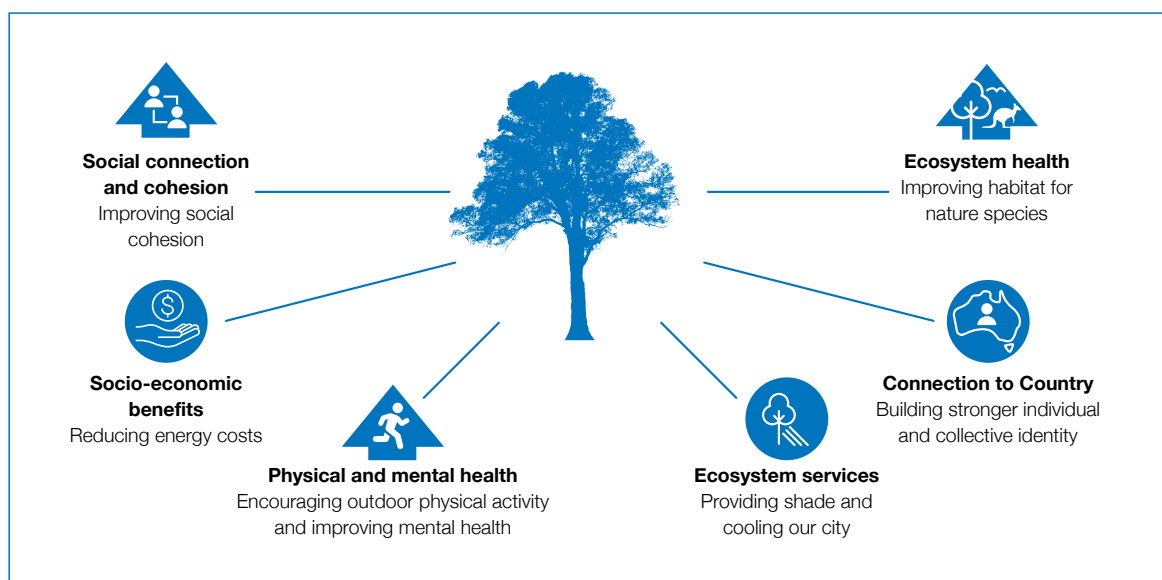 Social connection
and cohesion
Improving social
cohesion
Ecosystem health
Improving habitat for
nature species
$
Socio-economic
benefits
Reducing energy costs
Connection to Country
Building stronger individual
and collective identity
Physical and mental health
Encouraging outdoor physical activity
and improving mental health
Ecosystem services
Providing shade and
cooling our city